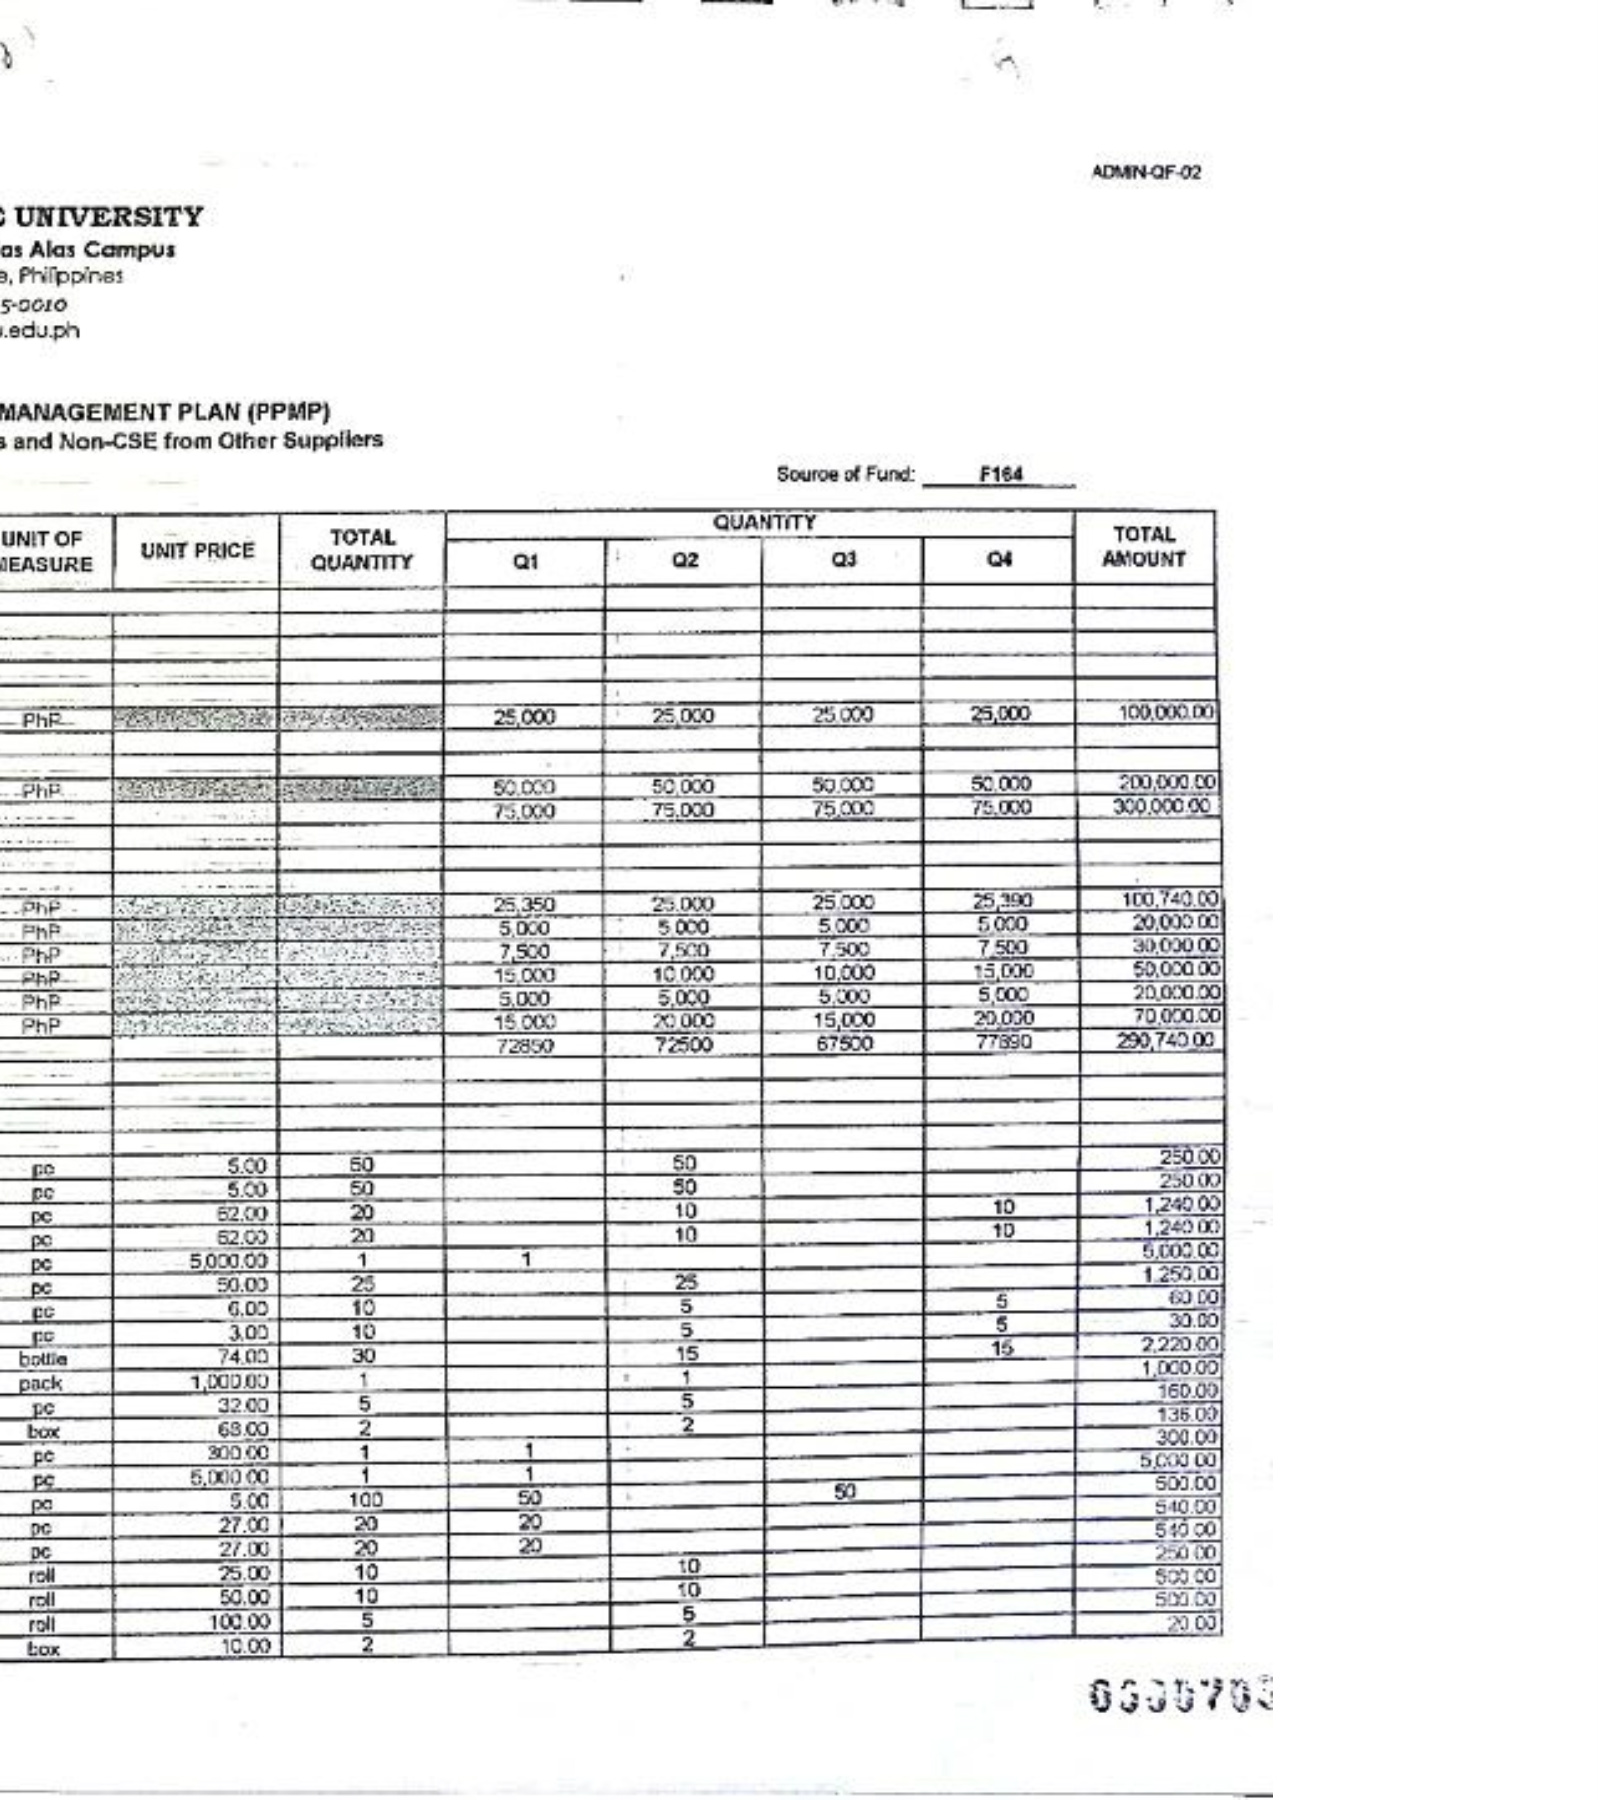 ADMIN-QF-02
UNIVERSITY
as Alas Campus
e, Philippines
5-0010
.edu.ph
MANAGEMENT PLAN (PPMP)
s and Non-CSE from Other Suppliers
Source of Fund: F164
UNIT OF MEASURE UNIT PRICE TOTAL QUANTITY QUANTITY TOTAL AMOUNT
Q1 Q2 Q3 Q4
PhP 25,000 25,000 25,000 25,000 100,000.00
PhP 50,000 50,000 50,000 50,000 200,000.00
75,000 75,000 75,000 75,000 300,000.00
PhP 25,350 25,000 25,000 25,390 100,740.00
PhP 5,000 5,000 5,000 5,000 20,000.00
PhP 7,500 7,500 7,500 7,500 30,000.00
PhP 15,000 10,000 10,000 15,000 50,000.00
PhP 5,000 5,000 5,000 5,000 20,000.00
PhP 15,000 20,000 15,000 20,000 70,000.00
72850 72500 67500 77890 290,740.00
pc 5.00 50 50 250.00
pc 5.00 50 50 250.00
pc 62.00 20 10 10 1,240.00
pc 62.00 20 10 10 1,240.00
pc 5,000.00 1 1 5,000.00
pc 50.00 25 25 1,250.00
pc 6.00 10 5 5 60.00
pc 3.00 10 5 5 30.00
bottle 74.00 30 15 15 2,220.00
pack 1,000.00 1 1 1,000.00
pc 32.00 5 5 160.00
box 68.00 2 2 136.00
pc 300.00 1 1 300.00
pc 5,000.00 1 1 5,000.00
pc 5.00 100 50 50 500.00
pc 27.00 20 20 540.00
pc 27.00 20 20 540.00
roll 25.00 10 10 250.00
roll 50.00 10 10 500.00
roll 100.00 5 5 500.00
box 10.00 2 2 20.00